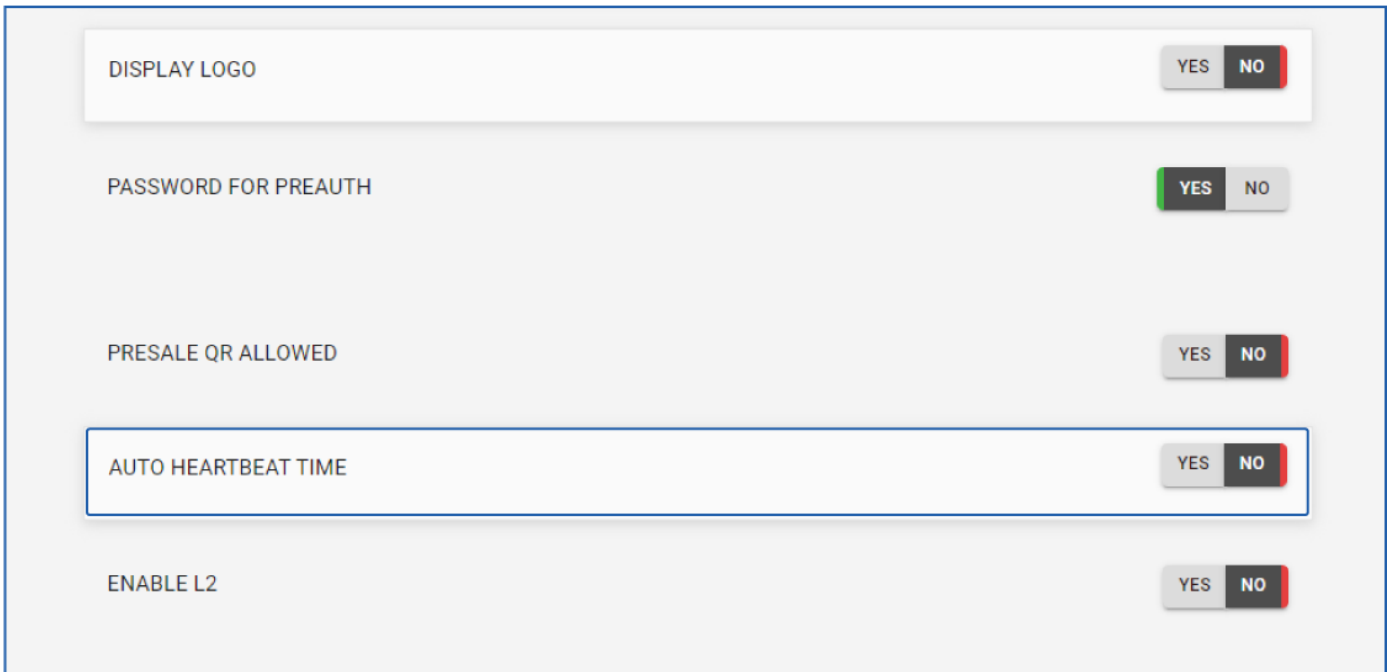 DISPLAY LOGO YES NO
PASSWORD FOR PREAUTH YES NO
PRESALE QR ALLOWED YES NO
AUTO HEARTBEAT TIME YES NO
ENABLE L2 YES NO